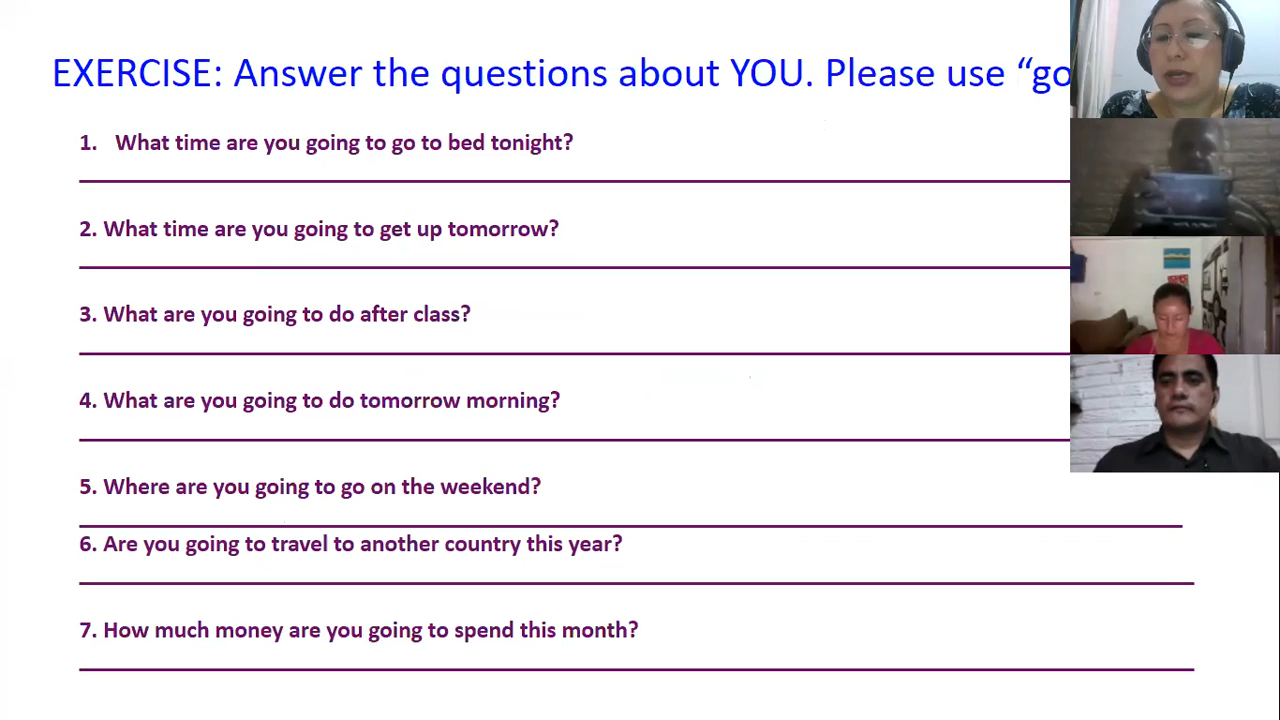 EXERCISE: Answer the questions about YOU. Please use “go
1. What time are you going to go to bed tonight?
2. What time are you going to get up tomorrow?
3. What are you going to do after class?
4. What are you going to do tomorrow morning?
5. Where are you going to go on the weekend?
6. Are you going to travel to another country this year?
7. How much money are you going to spend this month?